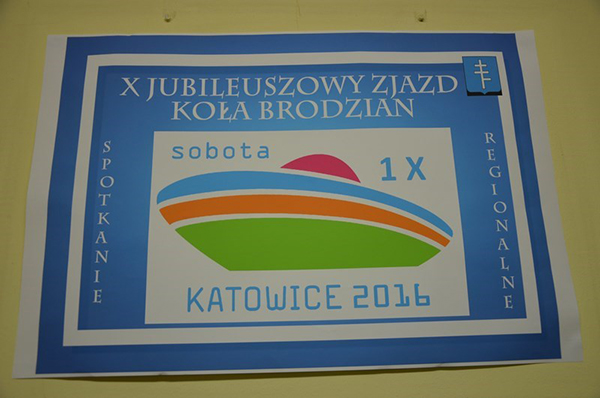 X JUBILEUSZOWY ZJAZD
KOŁA BRODZIAN
SPOTKANIE
sobota
1 X
REGIONALNE
KATOWICE 2016